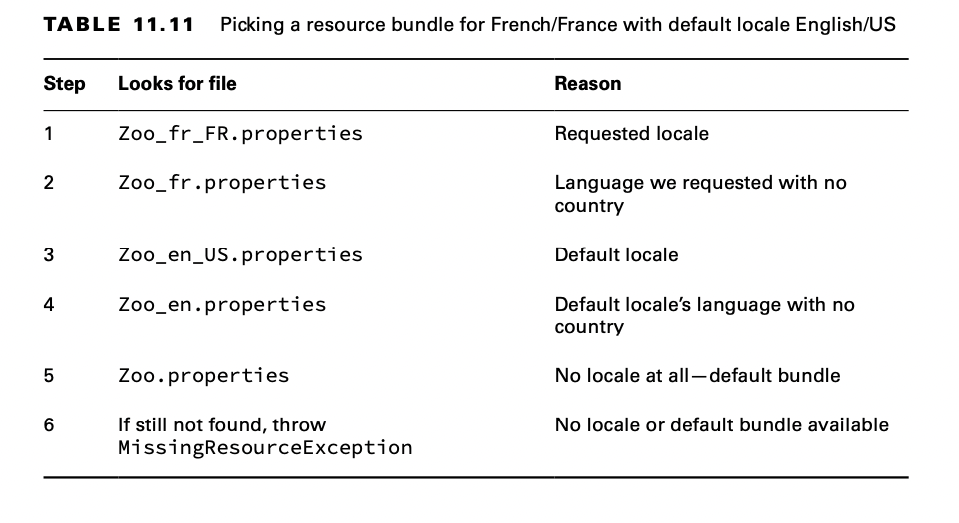 TABLE 11.11 Picking a resource bundle for French/France with default locale English/US
Step Looks for file Reason
1 Zoo_fr_FR.properties Requested locale
2 Zoo_fr.properties Language we requested with no
country
3 Zoo_en_US.properties Default locale
4 Zoo_en.properties Default locale’s language with no
country
5 Zoo.properties No locale at all—default bundle
6 If still not found, throw No locale or default bundle available
MissingResourceException